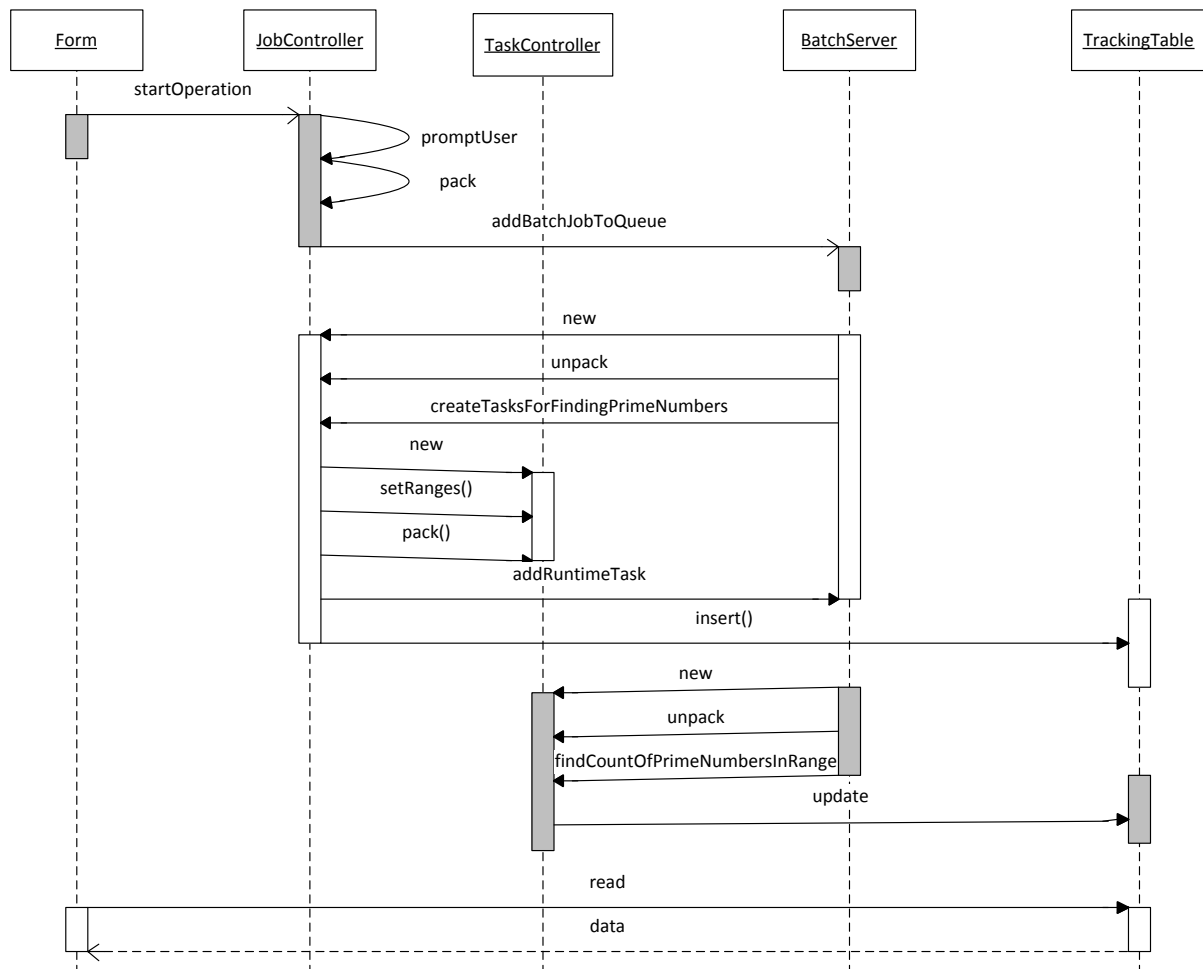 Form
JobController
TaskController
BatchServer
TrackingTable
startOperation
promptUser
pack
addBatchJobToQueue
new
unpack
createTasksForFindingPrimeNumbers
new
setRanges()
pack()
addRuntimeTask
insert()
new
unpack
findCountOfPrimeNumbersInRange
update
read
data